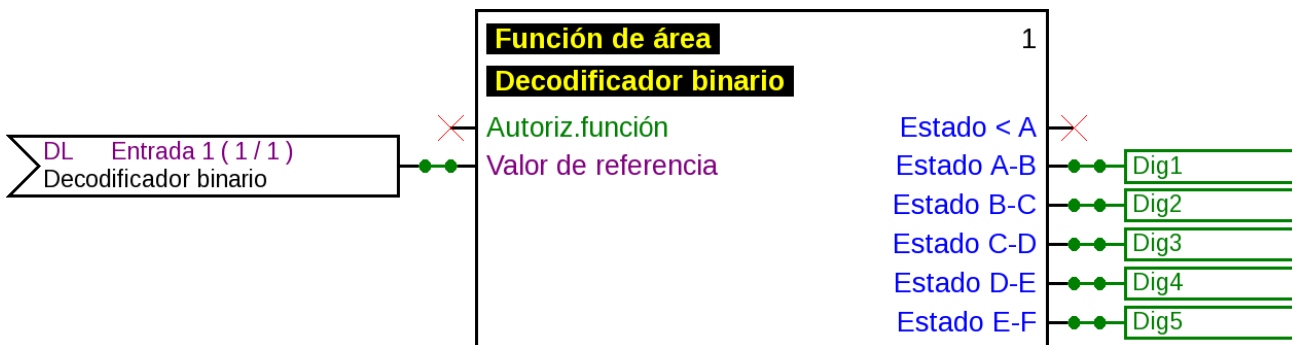 Función de área 1
Decodificador binario
Autoriz.función Estado < A
DL Entrada 1 ( 1 / 1 )
Decodificador binario
Valor de referencia Estado A-B Dig1
Estado B-C Dig2
Estado C-D Dig3
Estado D-E Dig4
Estado E-F Dig5